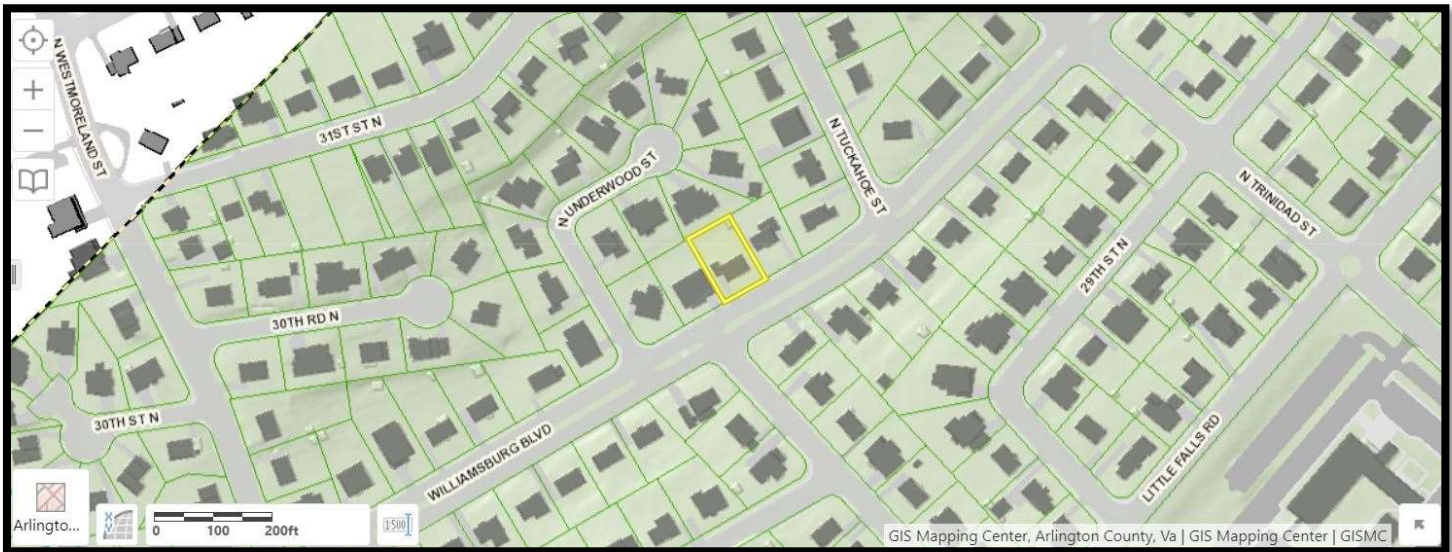 N WESTMORELAND ST
31ST ST N
N UNDERWOOD ST
N TUCKAHOE ST
N TRINIDAD ST
29TH ST N
30TH RD N
30TH ST N
WILLIAMSBURG BLVD
LITTLE FALLS RD
Arlingto...
0 100 200ft
1:500
GIS Mapping Center, Arlington County, Va | GIS Mapping Center | GISMC